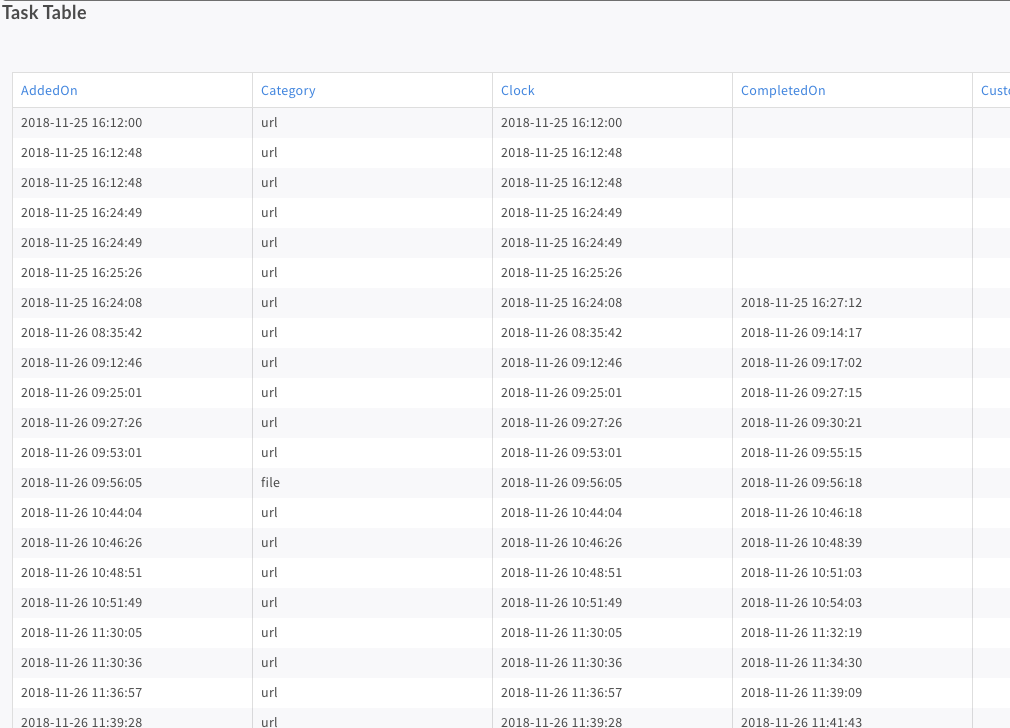 Task Table
AddedOn Category Clock CompletedOn Custo
2018-11-25 16:12:00 url 2018-11-25 16:12:00
2018-11-25 16:12:48 url 2018-11-25 16:12:48
2018-11-25 16:12:48 url 2018-11-25 16:12:48
2018-11-25 16:24:49 url 2018-11-25 16:24:49
2018-11-25 16:24:49 url 2018-11-25 16:24:49
2018-11-25 16:25:26 url 2018-11-25 16:25:26
2018-11-25 16:24:08 url 2018-11-25 16:24:08 2018-11-25 16:27:12
2018-11-26 08:35:42 url 2018-11-26 08:35:42 2018-11-26 09:14:17
2018-11-26 09:12:46 url 2018-11-26 09:12:46 2018-11-26 09:17:02
2018-11-26 09:25:01 url 2018-11-26 09:25:01 2018-11-26 09:27:15
2018-11-26 09:27:26 url 2018-11-26 09:27:26 2018-11-26 09:30:21
2018-11-26 09:53:01 url 2018-11-26 09:53:01 2018-11-26 09:55:15
2018-11-26 09:56:05 file 2018-11-26 09:56:05 2018-11-26 09:56:18
2018-11-26 10:44:04 url 2018-11-26 10:44:04 2018-11-26 10:46:18
2018-11-26 10:46:26 url 2018-11-26 10:46:26 2018-11-26 10:48:39
2018-11-26 10:48:51 url 2018-11-26 10:48:51 2018-11-26 10:51:03
2018-11-26 10:51:49 url 2018-11-26 10:51:49 2018-11-26 10:54:03
2018-11-26 11:30:05 url 2018-11-26 11:30:05 2018-11-26 11:32:19
2018-11-26 11:30:36 url 2018-11-26 11:30:36 2018-11-26 11:34:30
2018-11-26 11:36:57 url 2018-11-26 11:36:57 2018-11-26 11:39:09
2018-11-26 11:39:28 url 2018-11-26 11:39:28 2018-11-26 11:41:43